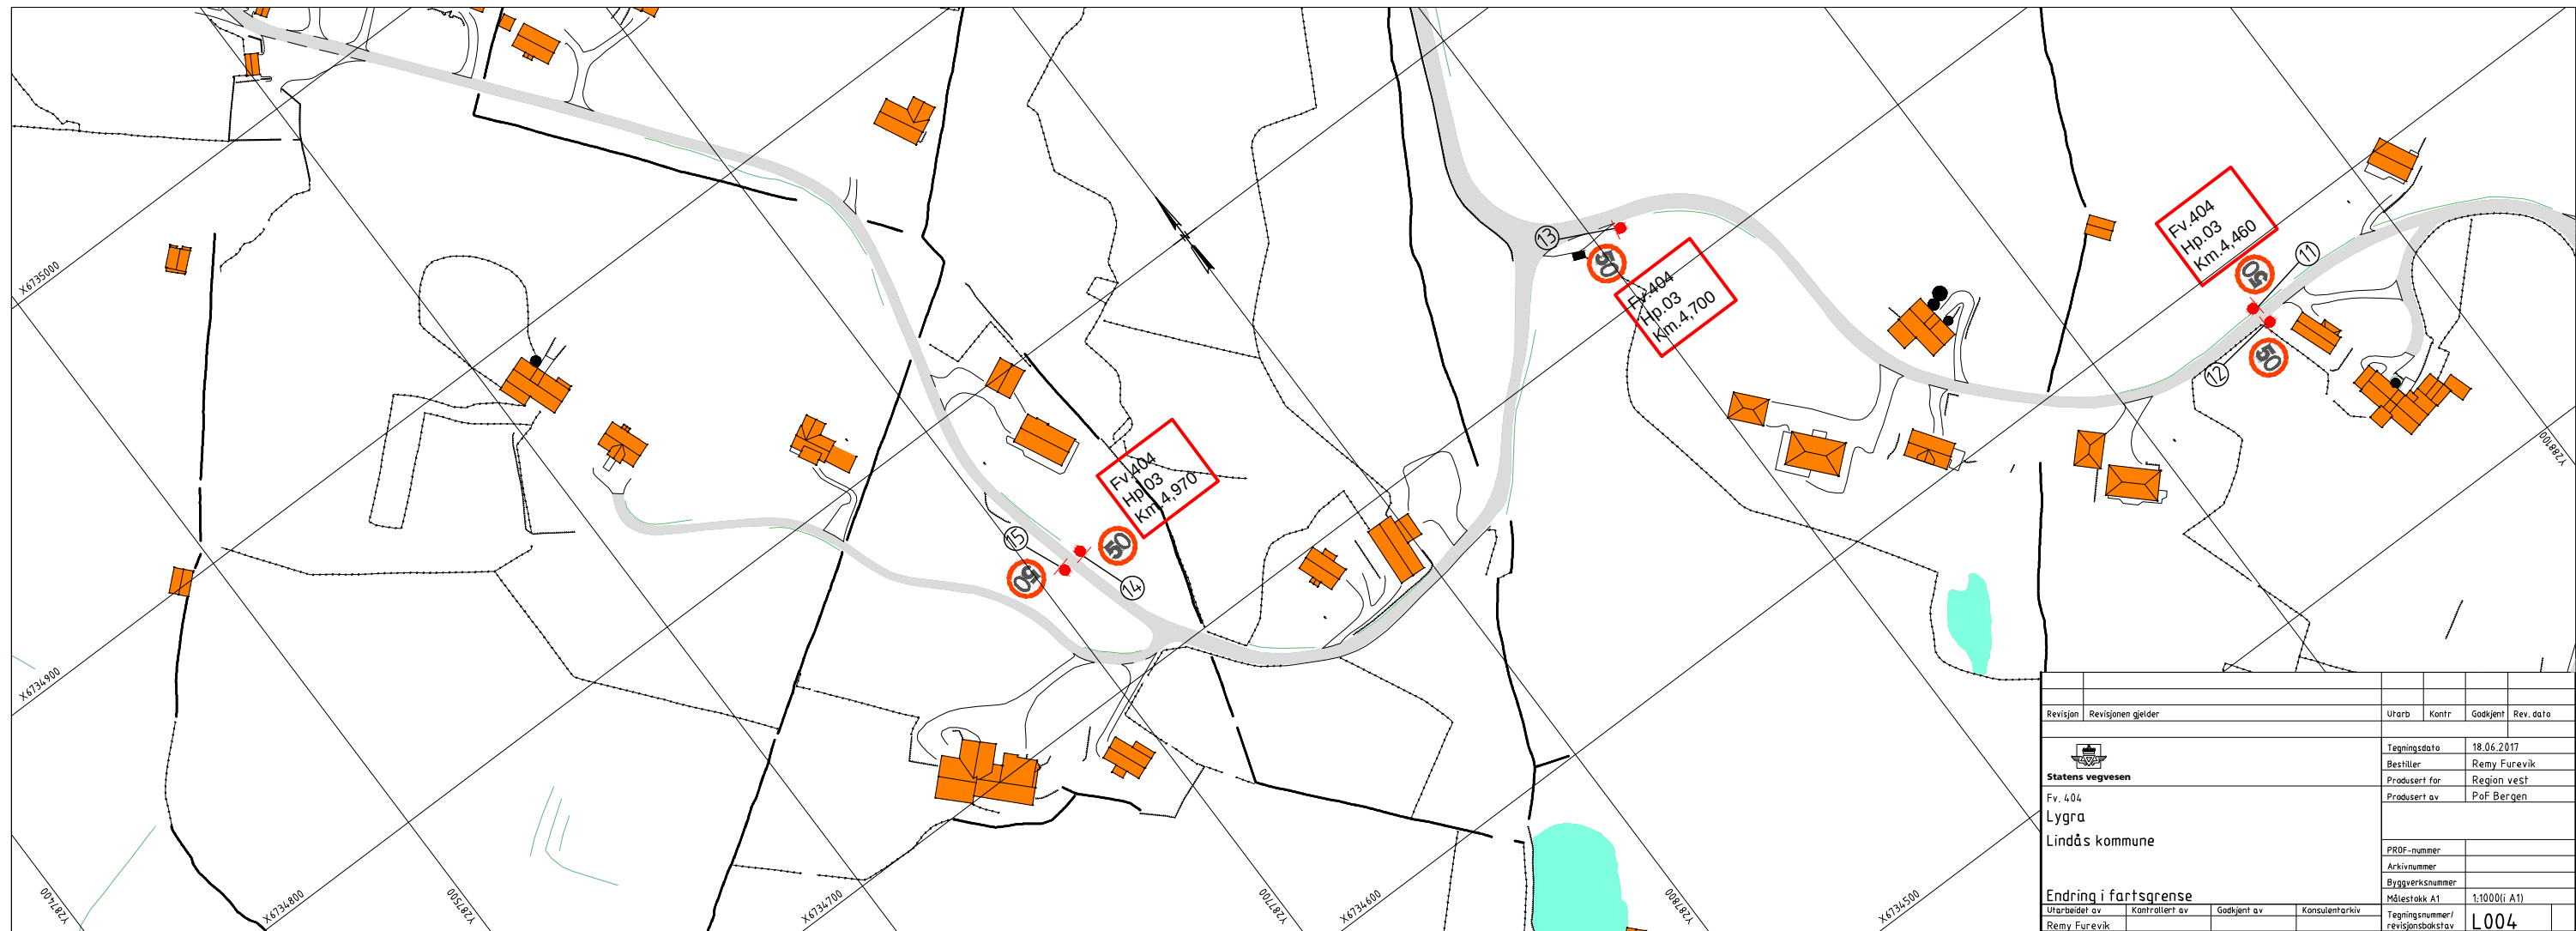 X6735000
X6734900
Y287400
X6734800
Y287500
X6734700
Y287700
X6734600
Y287800
X6734500
Y288100
15
50
50
14
Fv.404
Hp.03
Km.4,970
13
50
Fv.404
Hp.03
Km.4,700
Fv.404
Hp.03
Km.4,460
50
11
12
50
Revisjon Revisjonen gjelder Utarb Kontr Godkjent Rev. dato
Statens vegvesen
Fv. 404
Lygra
Lindås kommune
Endring i fartsgrense
Utarbeidet av Kontrollert av Godkjent av Konsulentarkiv
Remy Furevik
Tegningsdato 18.06.2017
Bestiller Remy Furevik
Produsert for Region vest
Produsert av PoF Bergen
PROF-nummer
Arkivnummer
Byggverksnummer
Målestokk A1 1:1000(i A1)
Tegningsnummer/
revisjonsbokstav L004